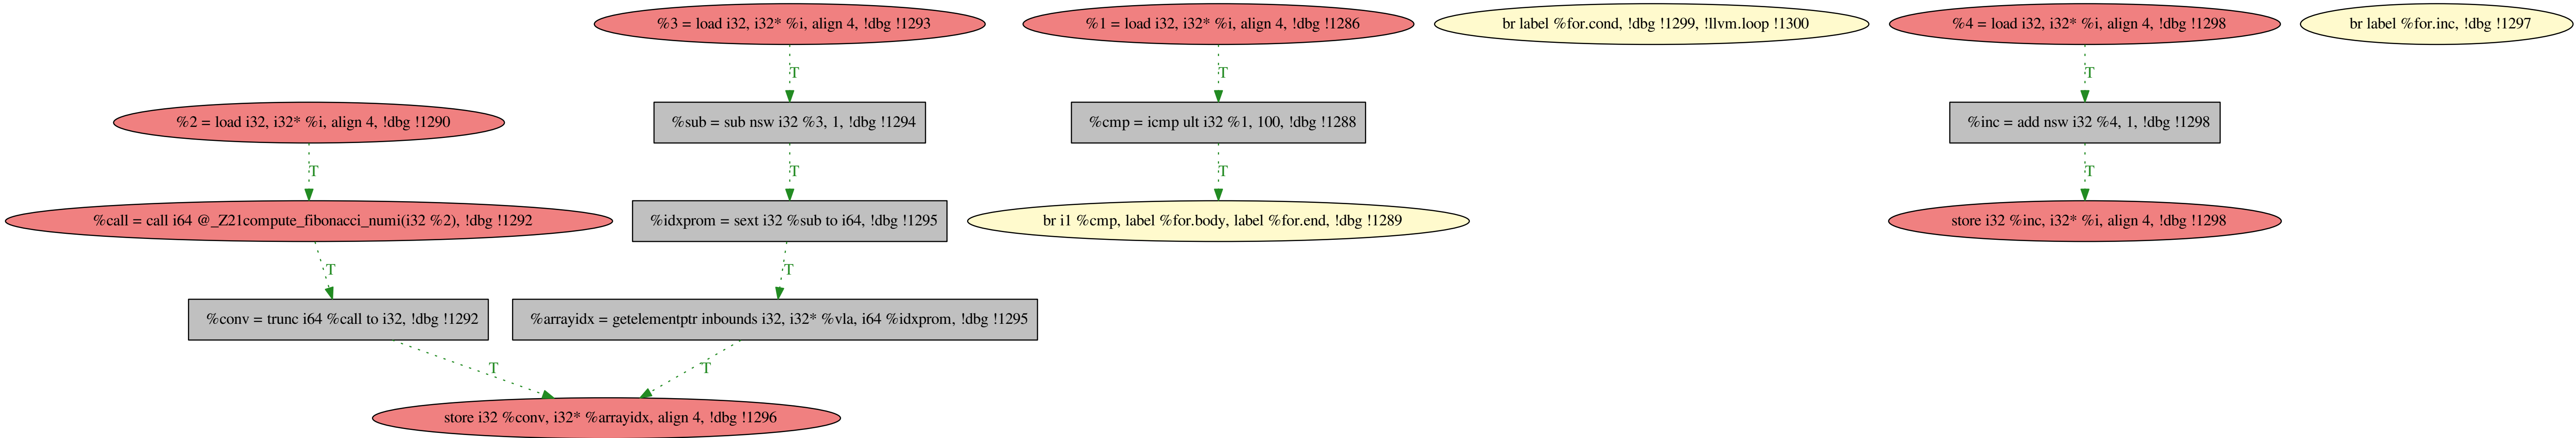 %3 = load i32, i32* %i, align 4, !dbg !1293
%1 = load i32, i32* %i, align 4, !dbg !1286
br label %for.cond, !dbg !1299, !llvm.loop !1300
%4 = load i32, i32* %i, align 4, !dbg !1298
br label %for.inc, !dbg !1297
T
T
T
%2 = load i32, i32* %i, align 4, !dbg !1290
%sub = sub nsw i32 %3, 1, !dbg !1294
%cmp = icmp ult i32 %1, 100, !dbg !1288
%inc = add nsw i32 %4, 1, !dbg !1298
T
T
T
T
%call = call i64 @_Z21compute_fibonacci_numi(i32 %2), !dbg !1292
%idxprom = sext i32 %sub to i64, !dbg !1295
br i1 %cmp, label %for.body, label %for.end, !dbg !1289
store i32 %inc, i32* %i, align 4, !dbg !1298
T
T
%conv = trunc i64 %call to i32, !dbg !1292
%arrayidx = getelementptr inbounds i32, i32* %vla, i64 %idxprom, !dbg !1295
T
T
store i32 %conv, i32* %arrayidx, align 4, !dbg !1296